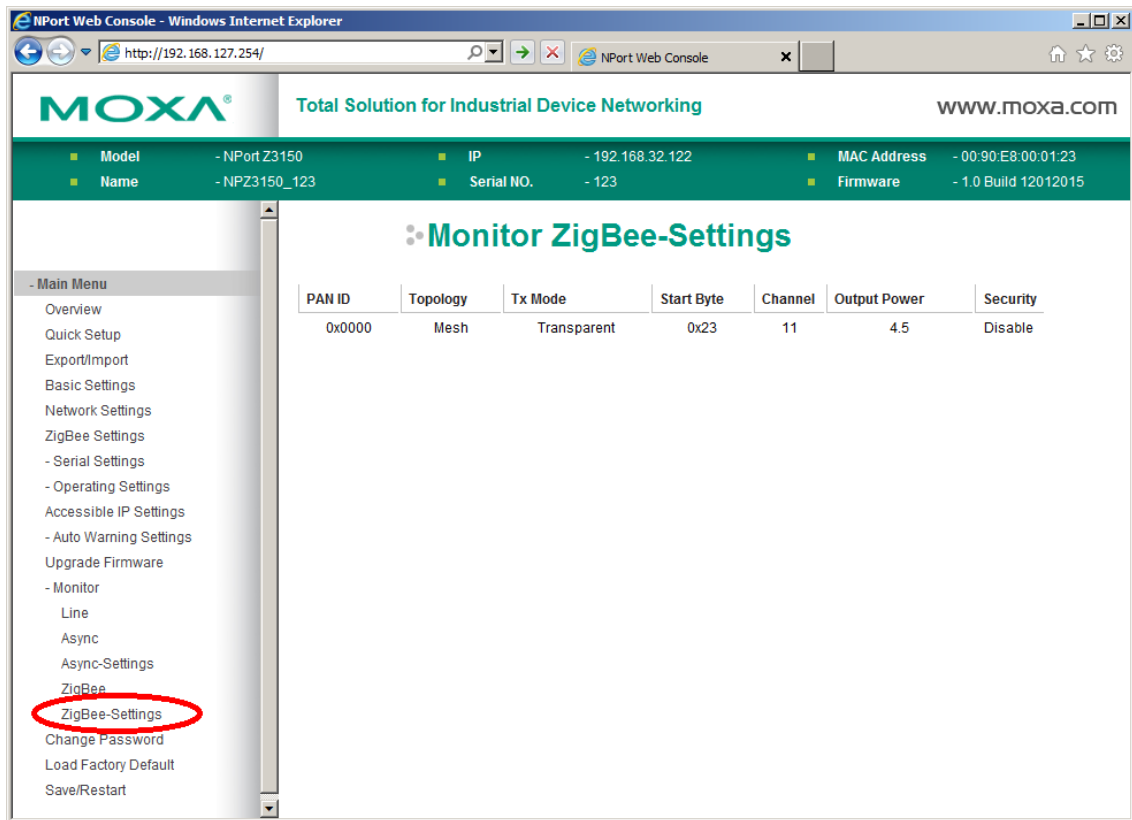 NPort Web Console - Windows Internet Explorer
http://192.168.127.254/
NPort Web Console
MOXA®
Total Solution for Industrial Device Networking
www.moxa.com
Model - NPort Z3150 IP - 192.168.32.122 MAC Address - 00:90:E8:00:01:23
Name - NPZ3150_123 Serial NO. - 123 Firmware - 1.0 Build 12012015
- Main Menu
Overview
Quick Setup
Export/Import
Basic Settings
Network Settings
ZigBee Settings
- Serial Settings
- Operating Settings
Accessible IP Settings
- Auto Warning Settings
Upgrade Firmware
- Monitor
Line
Async
Async-Settings
ZigBee
ZigBee-Settings
Change Password
Load Factory Default
Save/Restart
Monitor ZigBee-Settings
PAN ID Topology Tx Mode Start Byte Channel Output Power Security
0x0000 Mesh Transparent 0x23 11 4.5 Disable